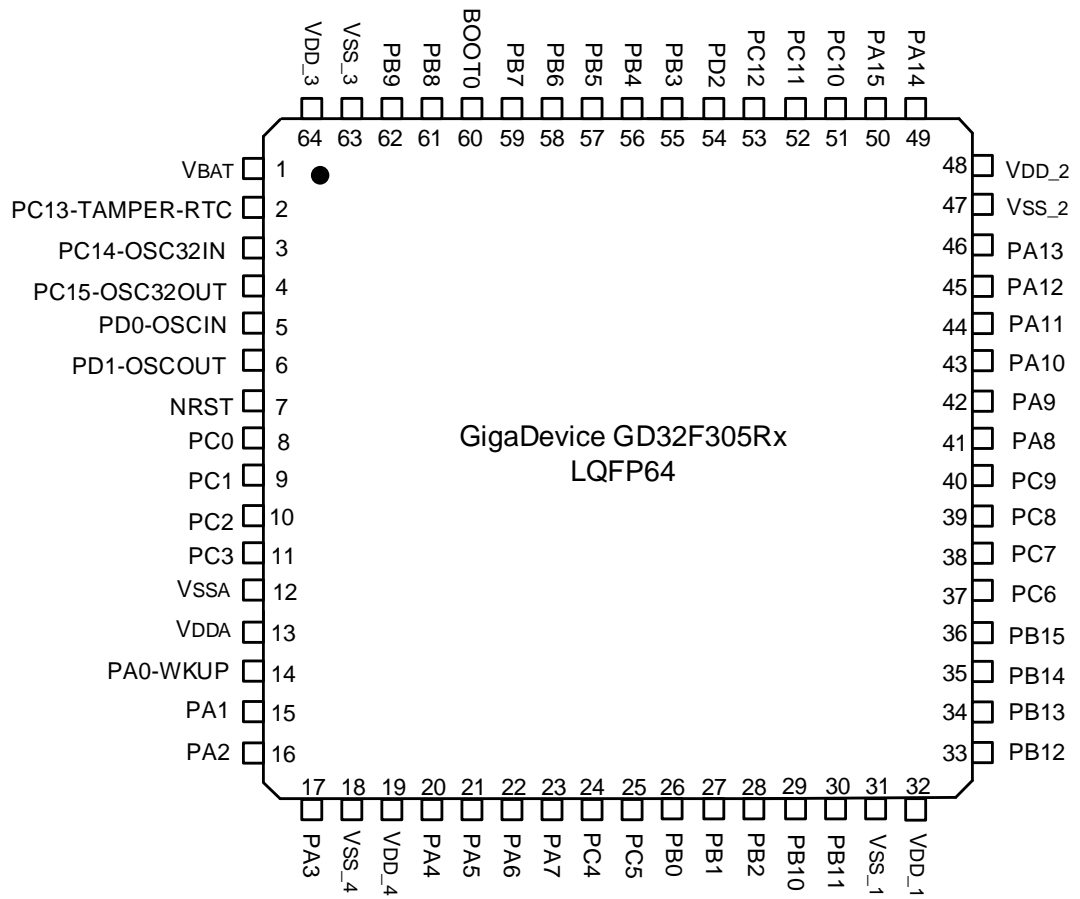 VDD_3 VSS_3 PB9 PB8 BOOT0 PB7 PB6 PB5 PB4 PB3 PD2 PC12 PC11 PC10 PA15 PA14
64 63 62 61 60 59 58 57 56 55 54 53 52 51 50 49
VBAT 1 48 VDD_2
PC13-TAMPER-RTC 2 47 VSS_2
PC14-OSC32IN 3 46 PA13
PC15-OSC32OUT 4 45 PA12
PD0-OSCIN 5 44 PA11
PD1-OSCOUT 6 43 PA10
NRST 7 42 PA9
PC0 8 41 PA8
PC1 9 40 PC9
PC2 10 39 PC8
PC3 11 38 PC7
VSSA 12 37 PC6
VDDA 13 36 PB15
PA0-WKUP 14 35 PB14
PA1 15 34 PB13
PA2 16 33 PB12
GigaDevice GD32F305Rx
LQFP64
17 18 19 20 21 22 23 24 25 26 27 28 29 30 31 32
PA3 VSS_4 VDD_4 PA4 PA5 PA6 PA7 PC4 PC5 PB0 PB1 PB2 PB10 PB11 VSS_1 VDD_1